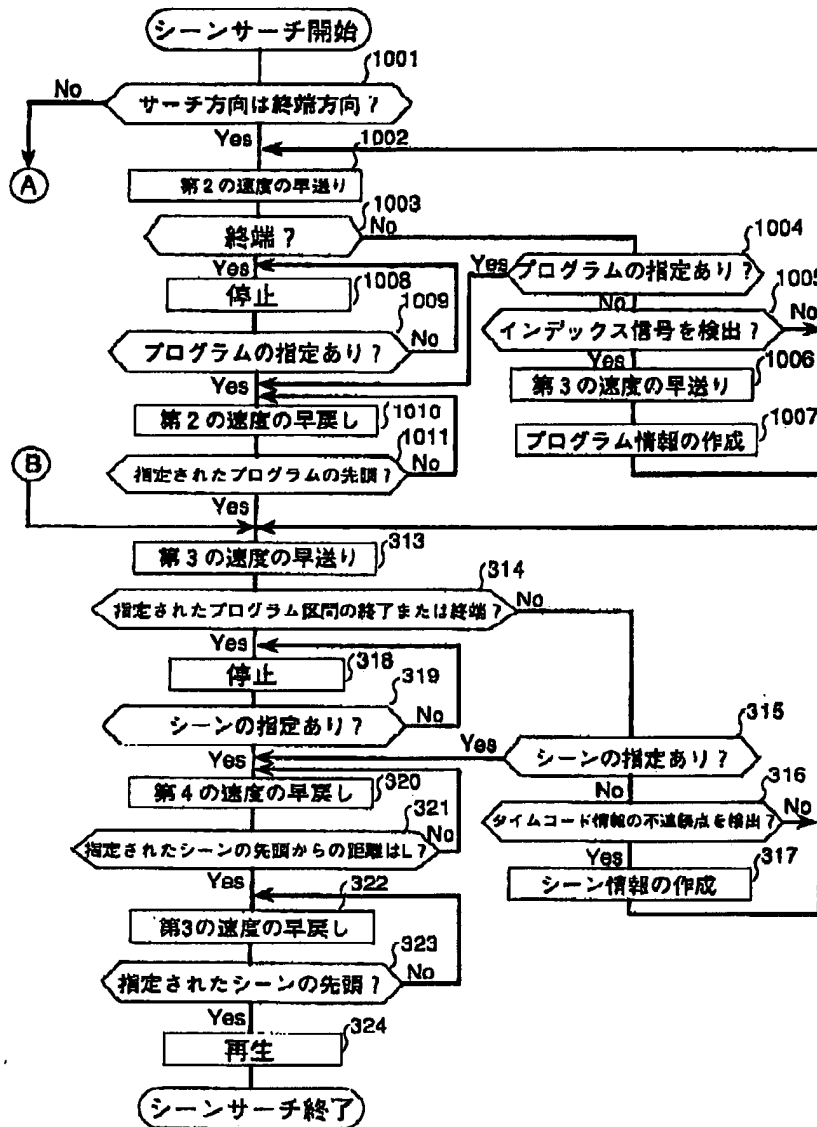 シーンサーチ開始
1001
No
サーチ方向は終端方向？
Yes
1002
A
第2の速度の早送り
1003
終端？
No
1004
Yes
Yes
プログラムの指定あり？
1008
停止
1005
1009
No
No
インデックス信号を検出？
プログラムの指定あり？
No
Yes
1006
Yes
第3の速度の早送り
1010
第2の速度の早戻し
1007
1011
プログラム情報の作成
B
指定されたプログラムの先頭？
No
Yes
第3の速度の早送り
313
314
指定されたプログラム区間の終了または終端？
No
Yes
318
停止
319
315
シーンの指定あり？
No
Yes
シーンの指定あり？
Yes
320
316
第4の速度の早戻し
No
No
321
タイムコード情報の不連続点を検出？
指定されたシーンの先頭からの距離はL？
No
Yes
317
Yes
シーン情報の作成
322
第3の速度の早戻し
323
指定されたシーンの先頭？
No
Yes
324
再生
シーンサーチ終了